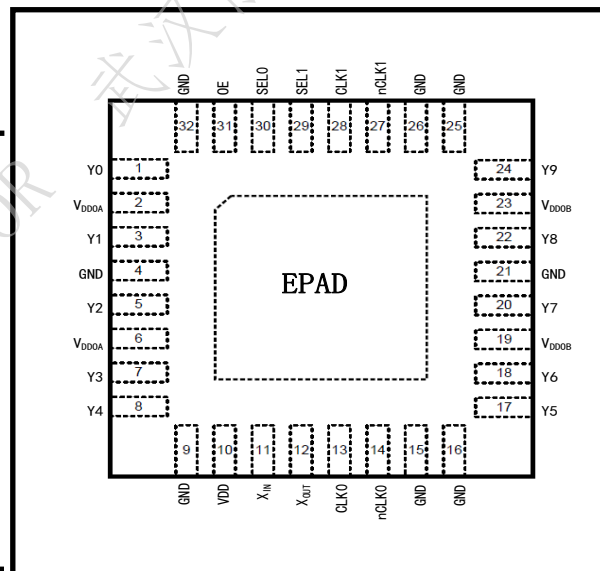 武汉
OR
GND OE SEL0 SEL1 CLK1 nCLK1 GND GND
32 31 30 29 28 27 26 25
Y0 1 24 Y9
VDDOA 2 23 VDDOB
Y1 3 22 Y8
GND 4 21 GND
EPAD
Y2 5 20 Y7
VDDOA 6 19 VDDOB
Y3 7 18 Y6
Y4 8 17 Y5
9 10 11 12 13 14 15 16
GND VDD XIN XOUT CLK0 nCLK0 GND GND